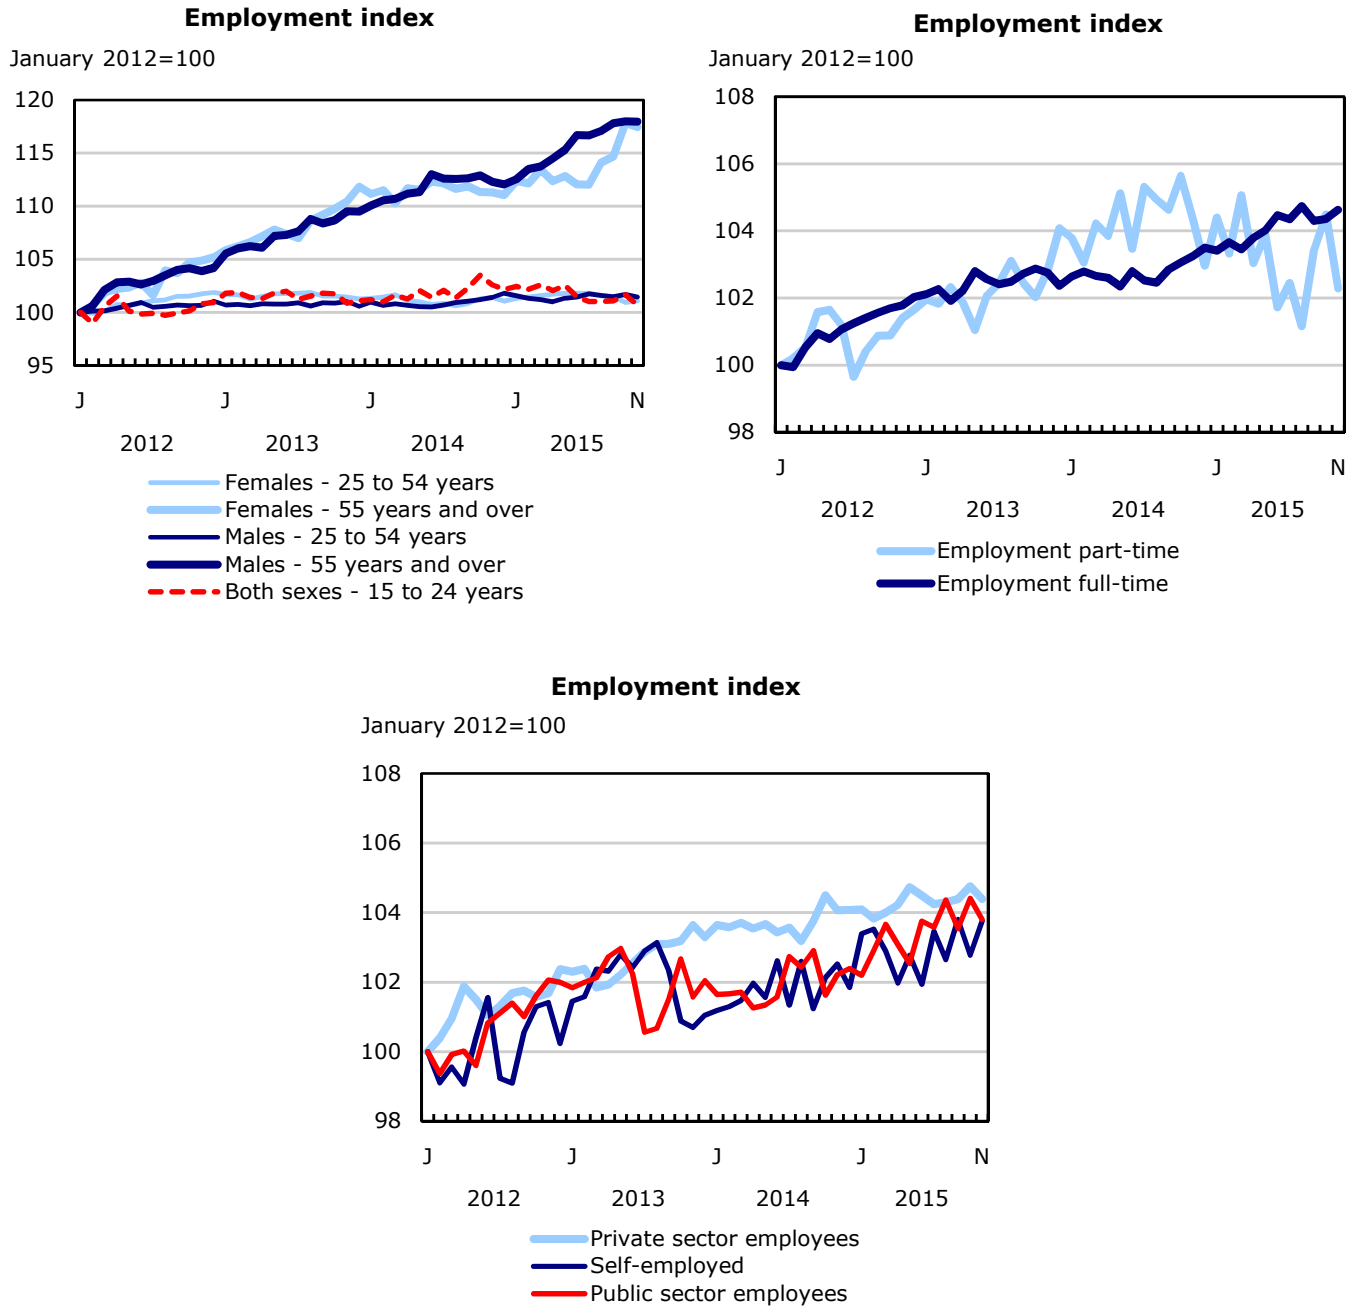 Employment index
January 2012=100
120
115
110
105
100
95
J J J J N
2012 2013 2014 2015
Females - 25 to 54 years
Females - 55 years and over
Males - 25 to 54 years
Males - 55 years and over
Both sexes - 15 to 24 years
Employment index
January 2012=100
108
106
104
102
100
98
J J J J N
2012 2013 2014 2015
Employment part-time
Employment full-time
Employment index
January 2012=100
108
106
104
102
100
98
J J J J N
2012 2013 2014 2015
Private sector employees
Self-employed
Public sector employees